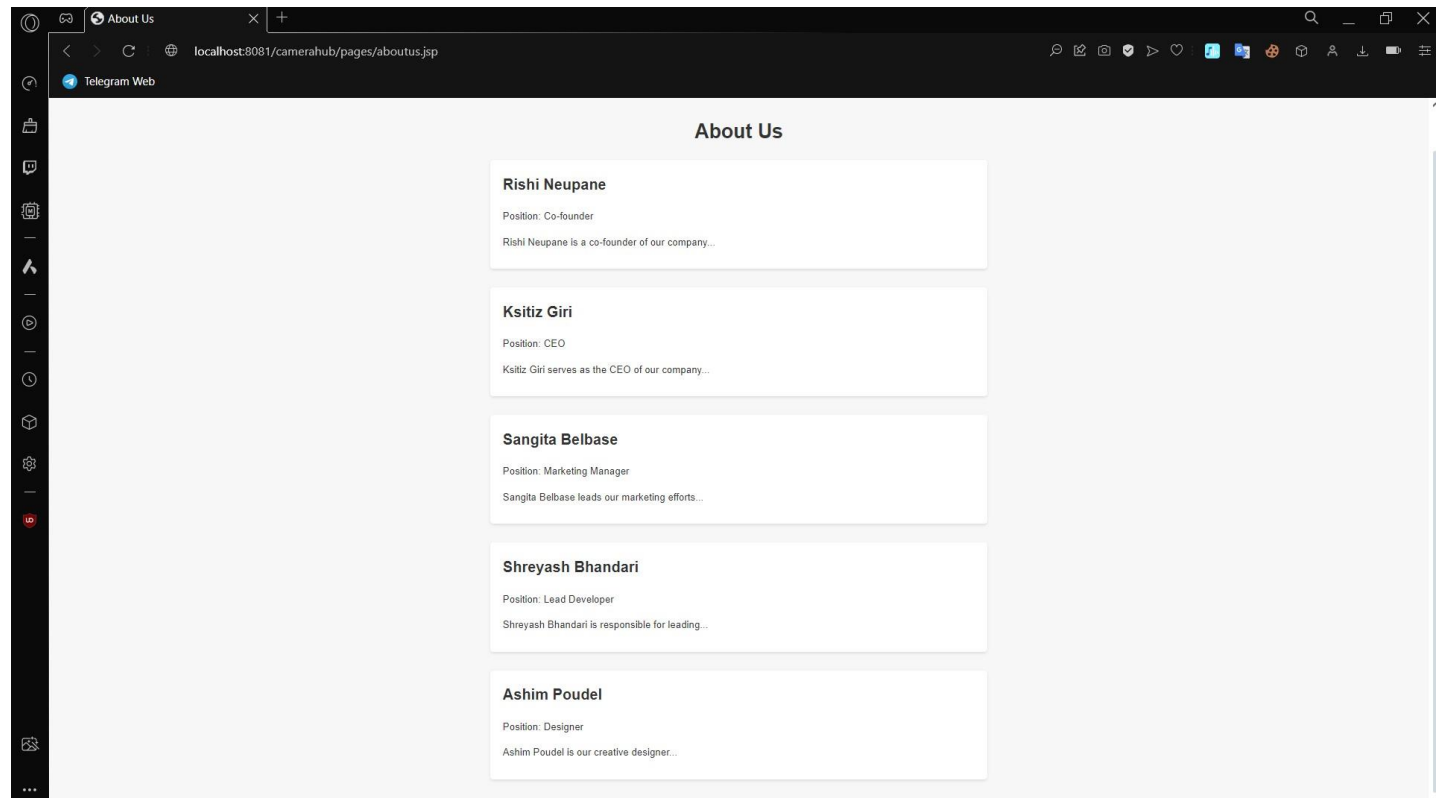 About Us
localhost:8081/camerahub/pages/aboutus.jsp
Telegram Web
About Us
Rishi Neupane
Position: Co-founder
Rishi Neupane is a co-founder of our company...
Ksitiz Giri
Position: CEO
Ksitiz Giri serves as the CEO of our company...
Sangita Belbase
Position: Marketing Manager
Sangita Belbase leads our marketing efforts...
Shreyash Bhandari
Position: Lead Developer
Shreyash Bhandari is responsible for leading...
Ashim Poudel
Position: Designer
Ashim Poudel is our creative designer...